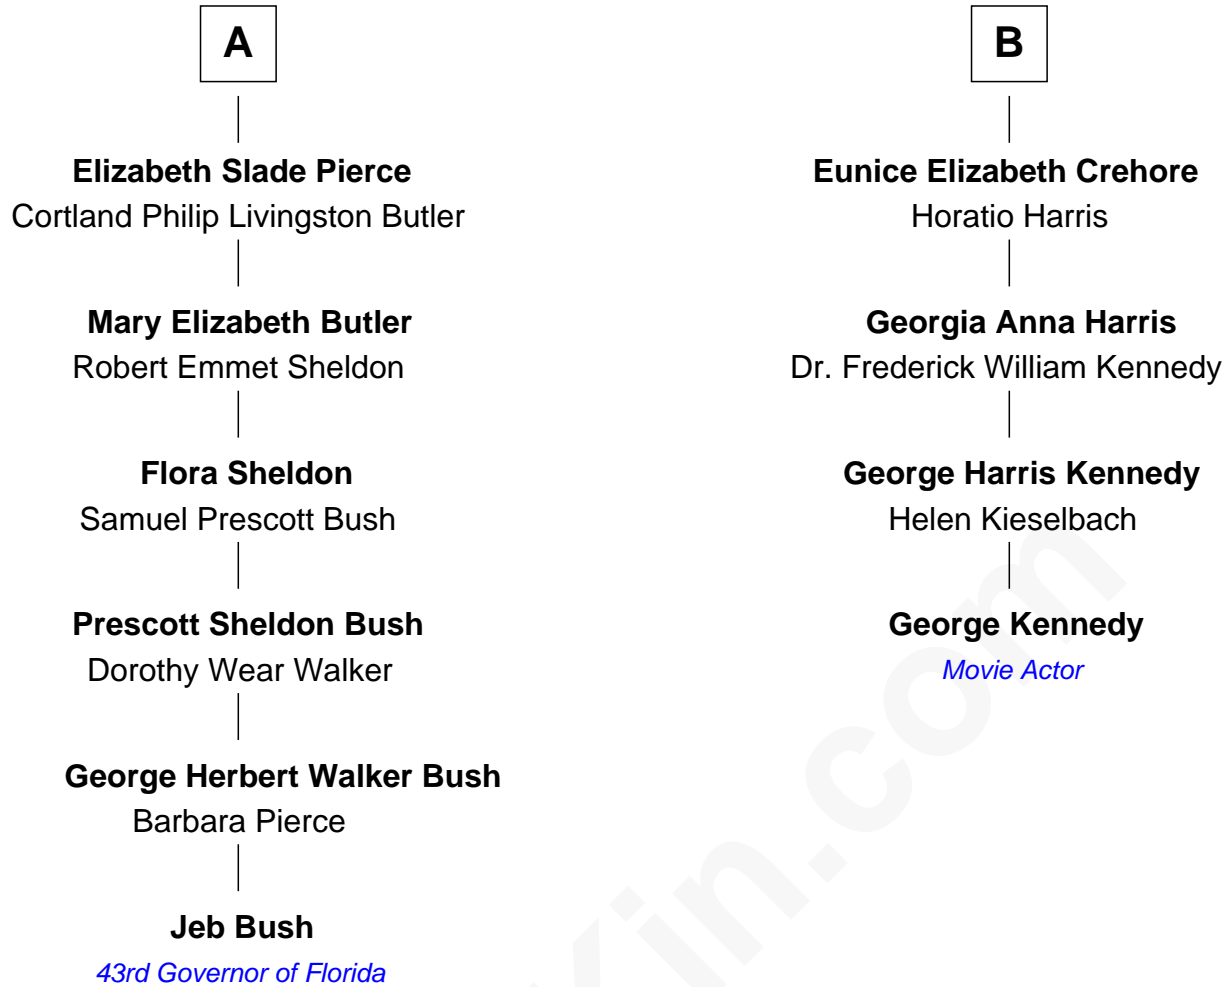 A
Elizabeth Slade Pierce
Cortland Philip Livingston Butler
Mary Elizabeth Butler
Robert Emmet Sheldon
Flora Sheldon
Samuel Prescott Bush
Prescott Sheldon Bush
Dorothy Wear Walker
George Herbert Walker Bush
Barbara Pierce
Jeb Bush
43rd Governor of Florida
B
Eunice Elizabeth Crehore
Horatio Harris
Georgia Anna Harris
Dr. Frederick William Kennedy
George Harris Kennedy
Helen Kieselbach
George Kennedy
Movie Actor
Kin.com